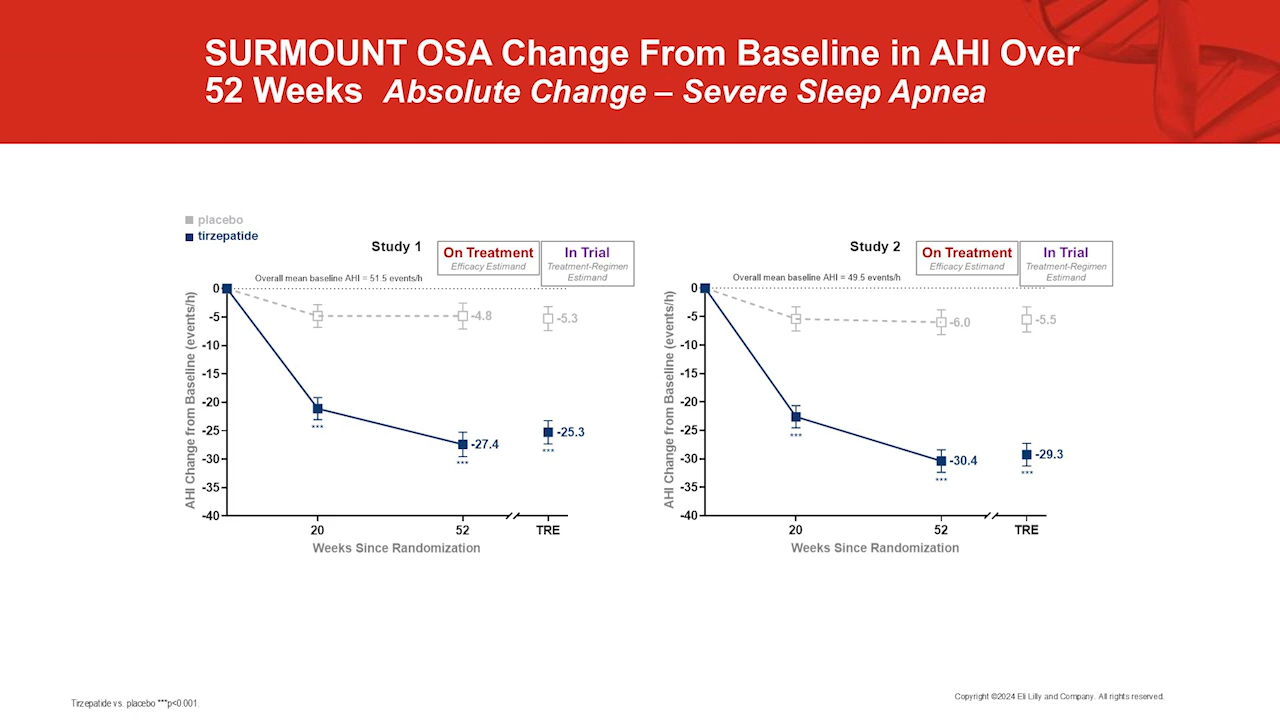 SURMOUNT OSA Change From Baseline in AHI Over
52 Weeks Absolute Change – Severe Sleep Apnea
placebo
tirzepatide
Study 1
On Treatment
Efficacy Estimand
In Trial
Treatment-Regimen
Estimand
Overall mean baseline AHI = 51.5 events/h
AHI Change from Baseline (events/h)
0
-5
-10
-15
-20
-25
-30
-35
-40
-4.8
-5.3
***
-27.4
***
-25.3
***
20
52
TRE
Weeks Since Randomization
Study 2
On Treatment
Efficacy Estimand
In Trial
Treatment-Regimen
Estimand
Overall mean baseline AHI = 49.5 events/h
AHI Change from Baseline (events/h)
0
-5
-10
-15
-20
-25
-30
-35
-40
-6.0
-5.5
***
-30.4
***
-29.3
***
20
52
TRE
Weeks Since Randomization
Tirzepatide vs. placebo ***p<0.001.
Copyright ©2024 Eli Lilly and Company. All rights reserved.